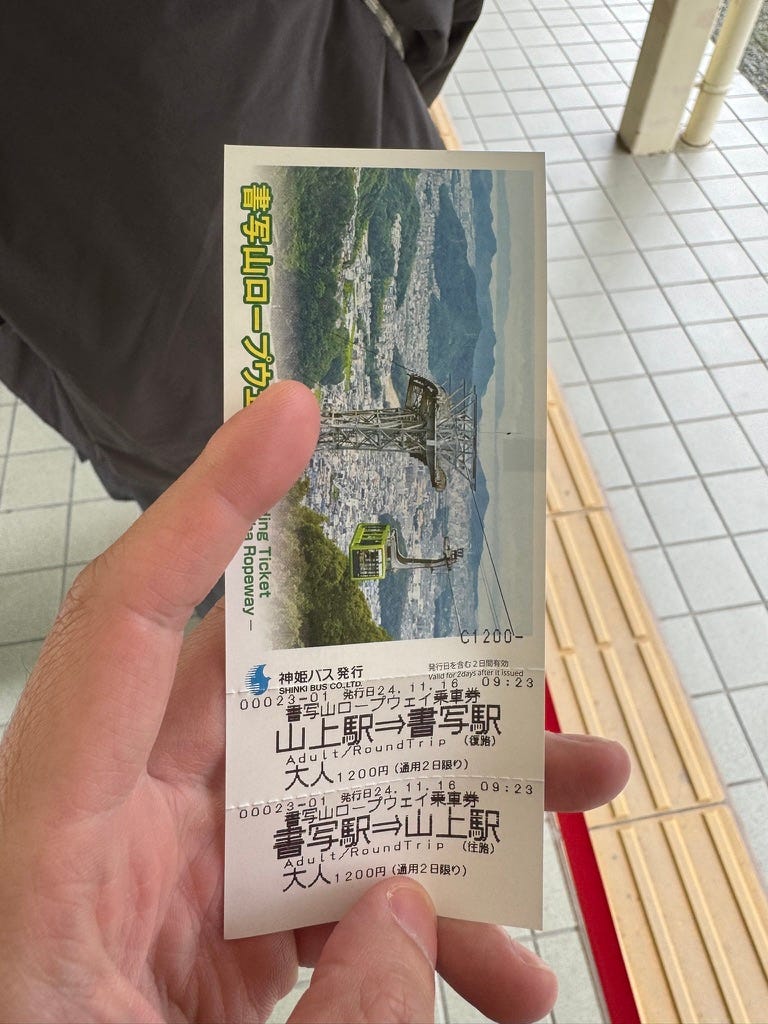 書写山ロープウェ
ing Ticket
Ropeway－
C1200-
神姫バス発行
SHINKI BUS CO.,LTD.
発行日を含む2日間有効
Valid for 2days after it issued
00023-01 発行日24.11.16 09:23
書写山ロープウェイ乗車券
山上駅⇒書写駅
Adult/RoundTrip (復路)
大人1200円(通用2日限り)
00023-01 発行日24.11.16 09:23
書写山ロープウェイ乗車券
書写駅⇒山上駅
Adult/RoundTrip (往路)
大人1200円(通用2日限り)